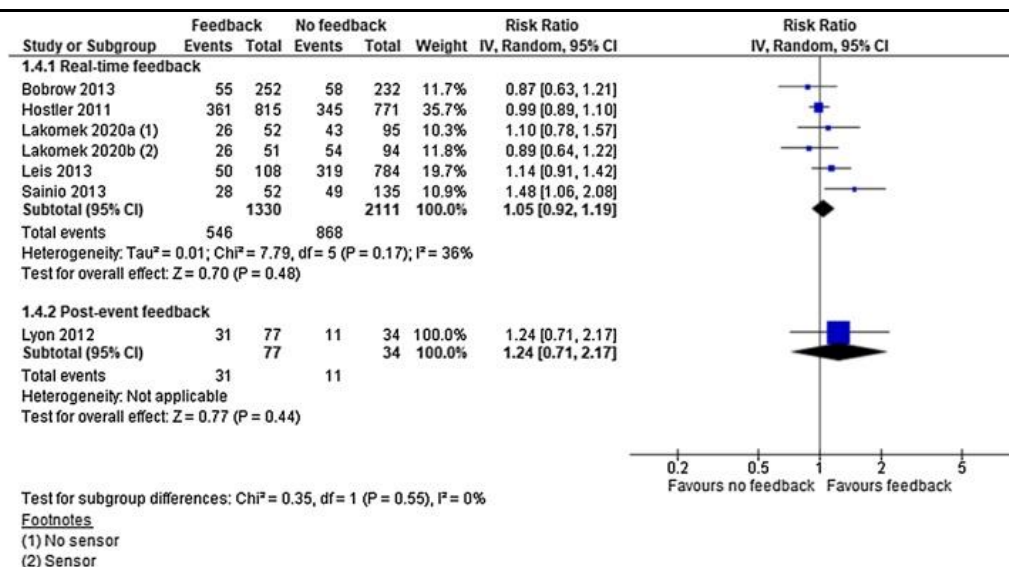 Feedback No feedback Risk Ratio Risk Ratio
Study or Subgroup Events Total Events Total Weight IV, Random, 95% CI IV, Random, 95% CI
1.4.1 Real-time feedback
Bobrow 2013 55 252 58 232 11.7% 0.87 [0.63, 1.21]
Hostler 2011 361 815 345 771 35.7% 0.99 [0.89, 1.10]
Lakomek 2020a (1) 26 52 43 95 10.3% 1.10 [0.78, 1.57]
Lakomek 2020b (2) 26 51 54 94 11.8% 0.89 [0.64, 1.22]
Leis 2013 50 108 319 784 19.7% 1.14 [0.91, 1.42]
Sainio 2013 28 52 49 135 10.9% 1.48 [1.06, 2.08]
Subtotal (95% CI) 1330 2111 100.0% 1.05 [0.92, 1.19]
Total events 546 868
Heterogeneity: Tau² = 0.01; Chi² = 7.79, df = 5 (P = 0.17); I² = 36%
Test for overall effect: Z = 0.70 (P = 0.48)
1.4.2 Post-event feedback
Lyon 2012 31 77 11 34 100.0% 1.24 [0.71, 2.17]
Subtotal (95% CI) 77 34 100.0% 1.24 [0.71, 2.17]
Total events 31 11
Heterogeneity: Not applicable
Test for overall effect: Z = 0.77 (P = 0.44)
0.2 0.5 1 2 5
Favours no feedback Favours feedback
Test for subgroup differences: Chi² = 0.35, df = 1 (P = 0.55), I² = 0%
Footnotes
(1) No sensor
(2) Sensor